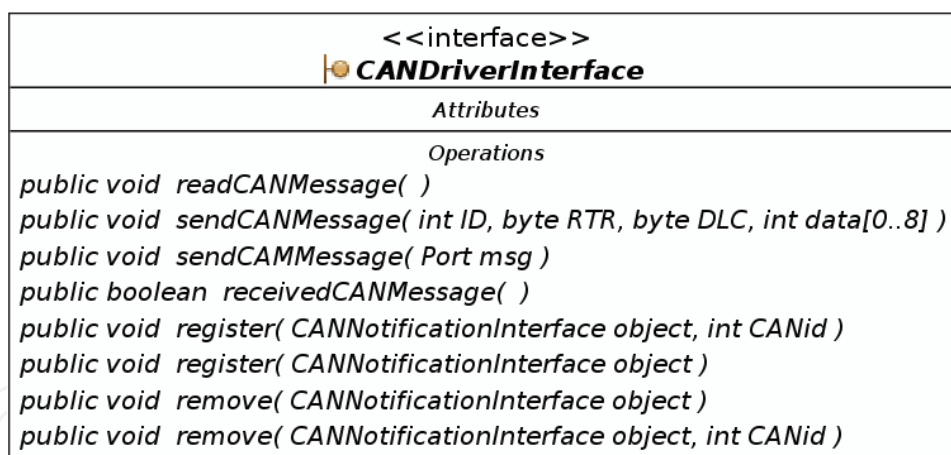 <<interface>>
CANDriverInterface
Attributes
Operations
public void readCANMessage( )
public void sendCANMessage( int ID, byte RTR, byte DLC, int data[0..8] )
public void sendCAMMessage( Port msg )
public boolean receivedCANMessage( )
public void register( CANNotificationInterface object, int CANid )
public void register( CANNotificationInterface object )
public void remove( CANNotificationInterface object )
public void remove( CANNotificationInterface object, int CANid )